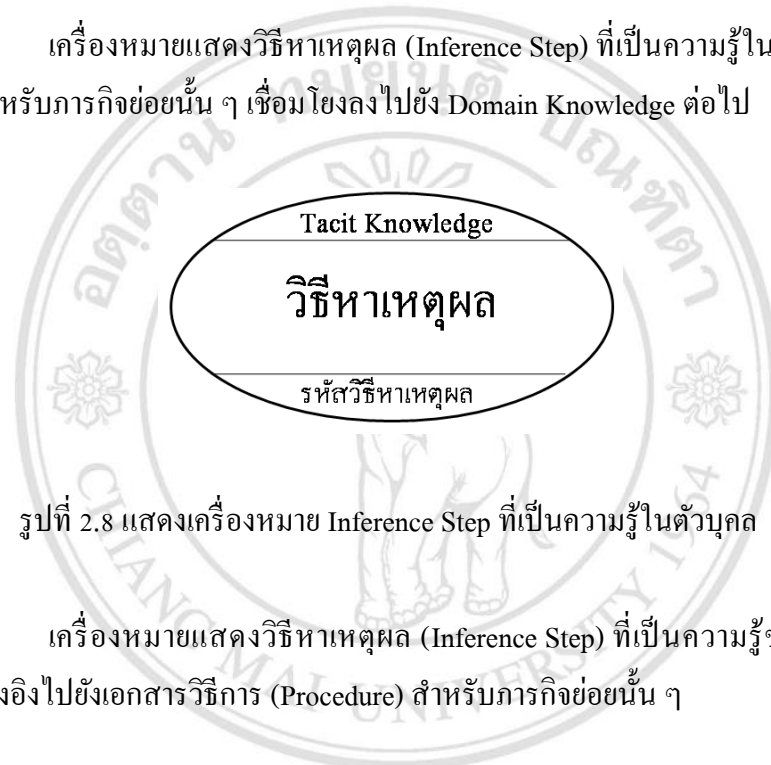 เครื่องหมายแสดงวิธีหาเหตุผล (Inference Step) ที่เป็นความรู้ใน
หรับภารกิจย่อยนั้น ๆ เชื่อมโยงลงไปยัง Domain Knowledge ต่อไป
Tacit Knowledge
วิธีหาเหตุผล
รหัสวิธีหาเหตุผล
รูปที่ 2.8 แสดงเครื่องหมาย Inference Step ที่เป็นความรู้ในตัวบุคล
เครื่องหมายแสดงวิธีหาเหตุผล (Inference Step) ที่เป็นความรู้
งอิงไปยังเอกสารวิธีการ (Procedure) สำหรับภารกิจย่อยนั้น ๆ
CHIANG MAI UNIVERSITY 1964